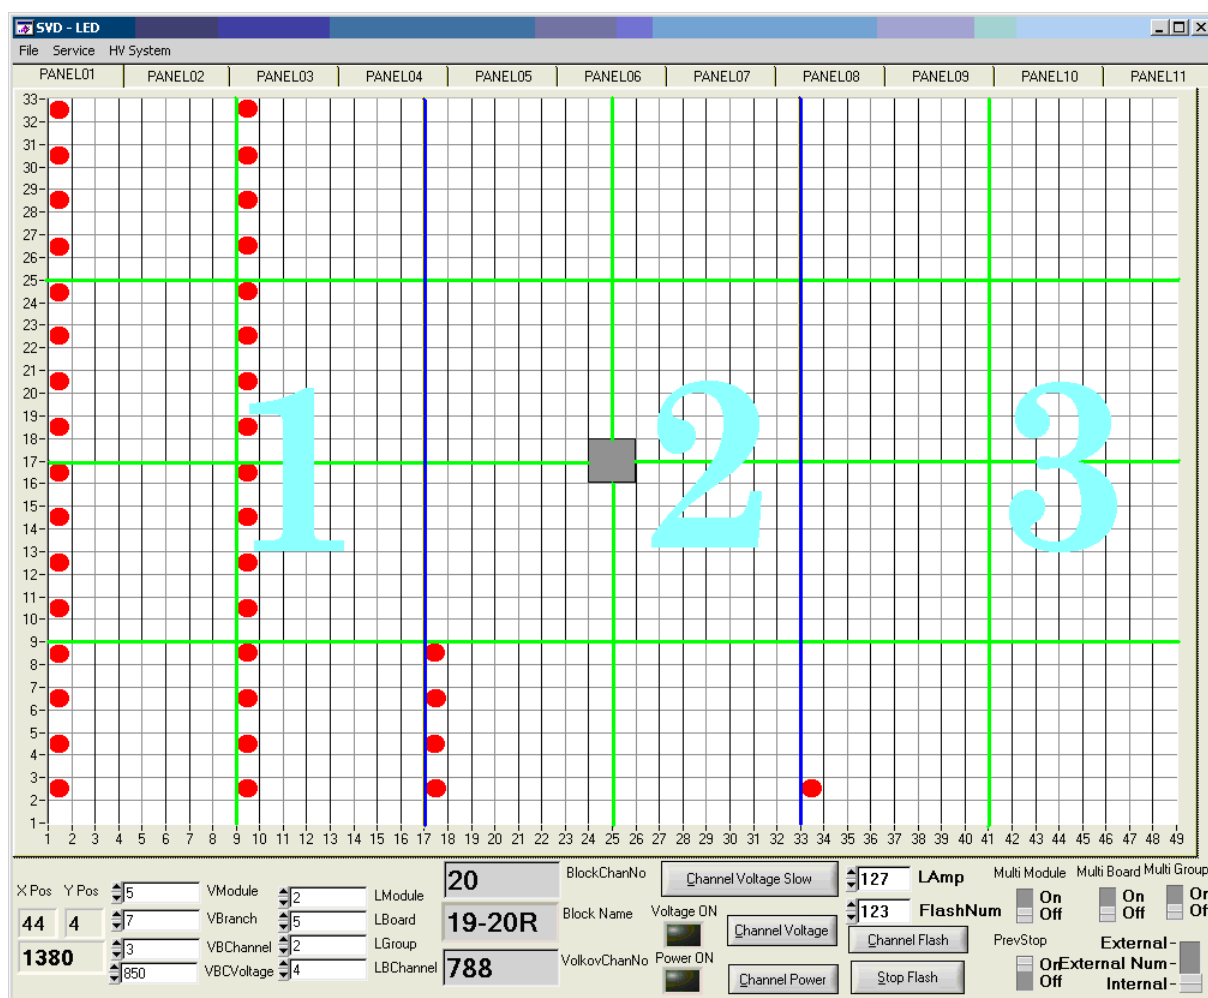 SVD - LED
File Service HV System
PANEL01 PANEL02 PANEL03 PANEL04 PANEL05 PANEL06 PANEL07 PANEL08 PANEL09 PANEL10 PANEL11
33
32
31
30
29
28
27
26
25
24
23
22
21
20
19
18
17
16
15
14
13
12
11
10
9
8
7
6
5
4
3
2
1
1 2 3
1 2 3 4 5 6 7 8 9 10 11 12 13 14 15 16 17 18 19 20 21 22 23 24 25 26 27 28 29 30 31 32 33 34 35 36 37 38 39 40 41 42 43 44 45 46 47 48 49
X Pos Y Pos
44 4
1380
5 VModule
7 VBranch
3 VBChannel
850 VBCVoltage
2 LModule
5 LBoard
2 LGroup
4 LBChannel
20 BlockChanNo
19-20R Block Name
788 VolkovChanNo
Voltage ON
Power ON
Channel Voltage Slow
Channel Voltage
Channel Power
127 LAmp
123 FlashNum
Channel Flash
Stop Flash
Multi Module Multi Board Multi Group
On On On
Off Off Off
PrevStop
On
Off
External
External Num
Internal